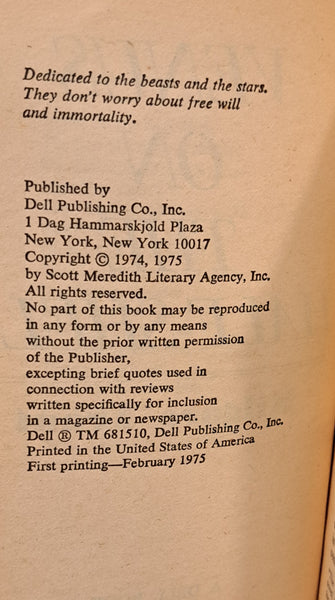 Dedicated to the beasts and the stars.
They don't worry about free will
and immortality.
Published by
Dell Publishing Co., Inc.
1 Dag Hammarskjold Plaza
New York, New York 10017
Copyright © 1974, 1975
by Scott Meredith Literary Agency, Inc.
All rights reserved.
No part of this book may be reproduced
in any form or by any means
without the prior written permission
of the Publisher,
excepting brief quotes used in
connection with reviews
written specifically for inclusion
in a magazine or newspaper.
Dell ® TM 681510, Dell Publishing Co., Inc.
Printed in the United States of America
First printing—February 1975